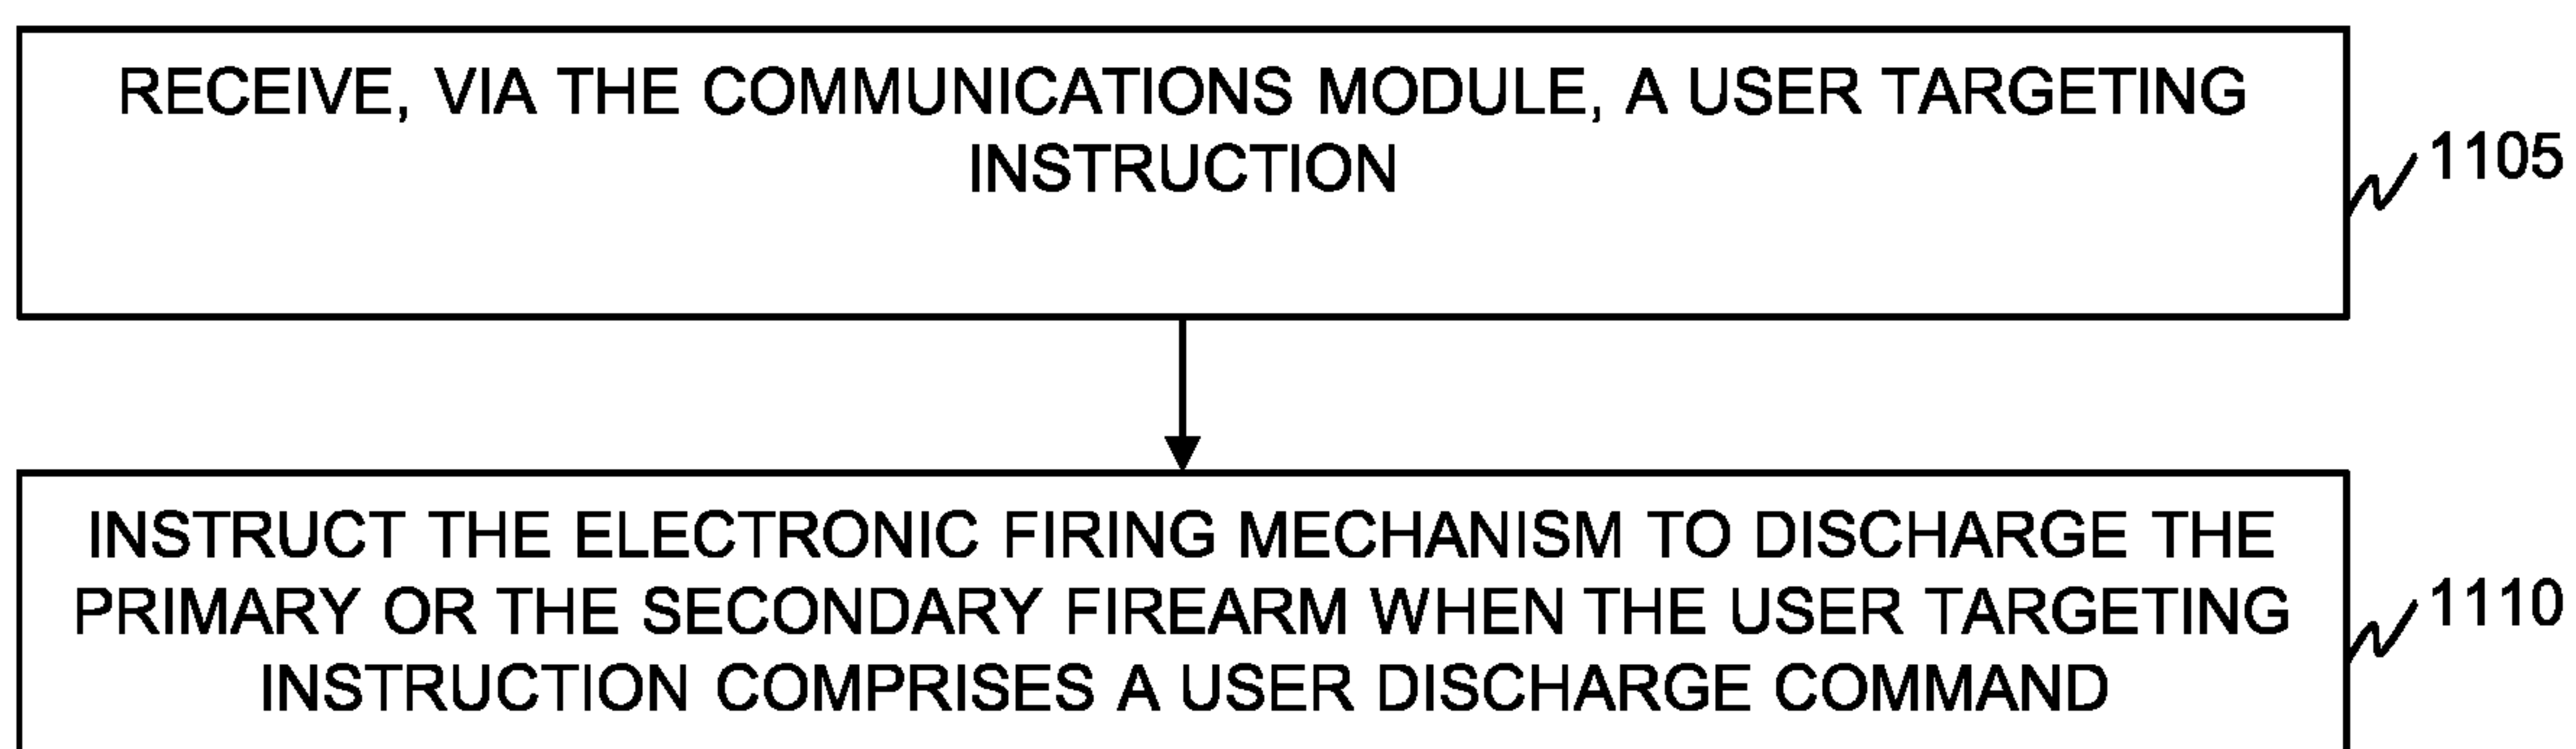 RECEIVE, VIA THE COMMUNICATIONS MODULE, A USER TARGETING
INSTRUCTION
1105
INSTRUCT THE ELECTRONIC FIRING MECHANISM TO DISCHARGE THE
PRIMARY OR THE SECONDARY FIREARM WHEN THE USER TARGETING
INSTRUCTION COMPRISES A USER DISCHARGE COMMAND
1110